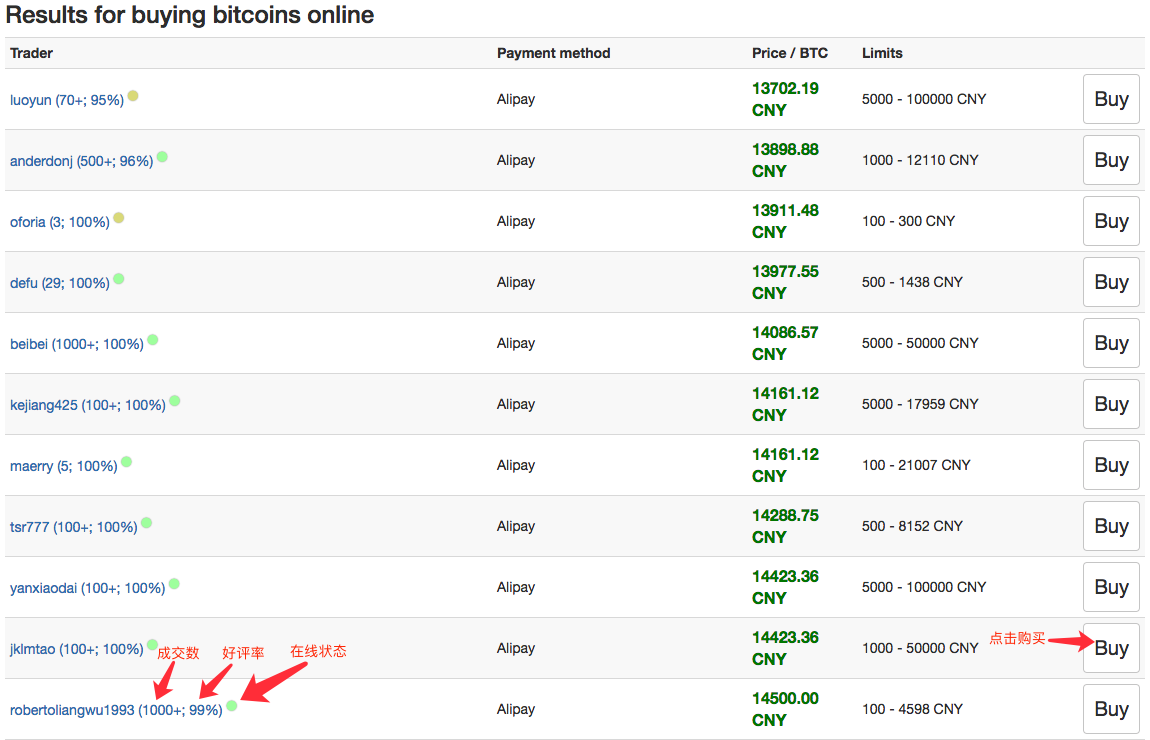 Results for buying bitcoins online
Trader Payment method Price / BTC Limits
luoyun (70+; 95%) Alipay 13702.19 CNY 5000 - 100000 CNY Buy
anderdonj (500+; 96%) Alipay 13898.88 CNY 1000 - 12110 CNY Buy
oforia (3; 100%) Alipay 13911.48 CNY 100 - 300 CNY Buy
defu (29; 100%) Alipay 13977.55 CNY 500 - 1438 CNY Buy
beibei (1000+; 100%) Alipay 14086.57 CNY 5000 - 50000 CNY Buy
kejiang425 (100+; 100%) Alipay 14161.12 CNY 5000 - 17959 CNY Buy
maerry (5; 100%) Alipay 14161.12 CNY 100 - 21007 CNY Buy
tsr777 (100+; 100%) Alipay 14288.75 CNY 500 - 8152 CNY Buy
yanxiaodai (100+; 100%) Alipay 14423.36 CNY 5000 - 100000 CNY Buy
jklmtao (100+; 100%) Alipay 14423.36 CNY 1000 - 50000 CNY 点击购买 Buy
成交数 好评率 在线状态
robertoliangwu1993 (1000+; 99%) Alipay 14500.00 CNY 100 - 4598 CNY Buy